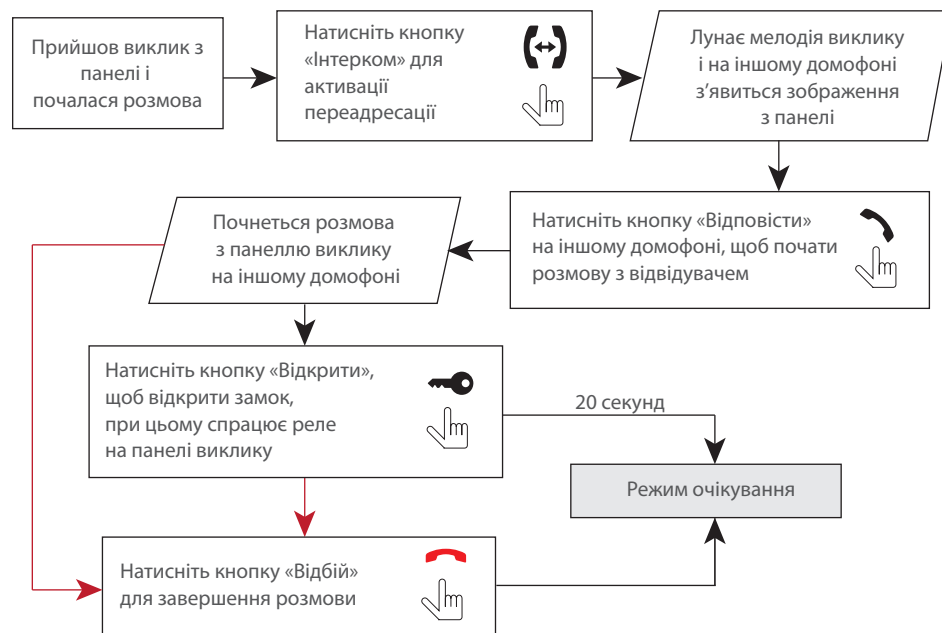 Прийшов виклик з
панелі і
почалася розмова
Натисніть кнопку
«Інтерком» для
активації
переадресації
Лунає мелодія виклику
і на іншому домофоні
з’явиться зображення
з панелі
Натисніть кнопку «Відповісти»
на іншому домофоні, щоб почати
розмову з відвідувачем
Почнеться розмова
з панеллю виклику
на іншому домофоні
Натисніть кнопку «Відкрити»,
щоб відкрити замок,
при цьому спрацює реле
на панелі виклику
20 секунд
Режим очікування
Натисніть кнопку «Відбій»
для завершення розмови